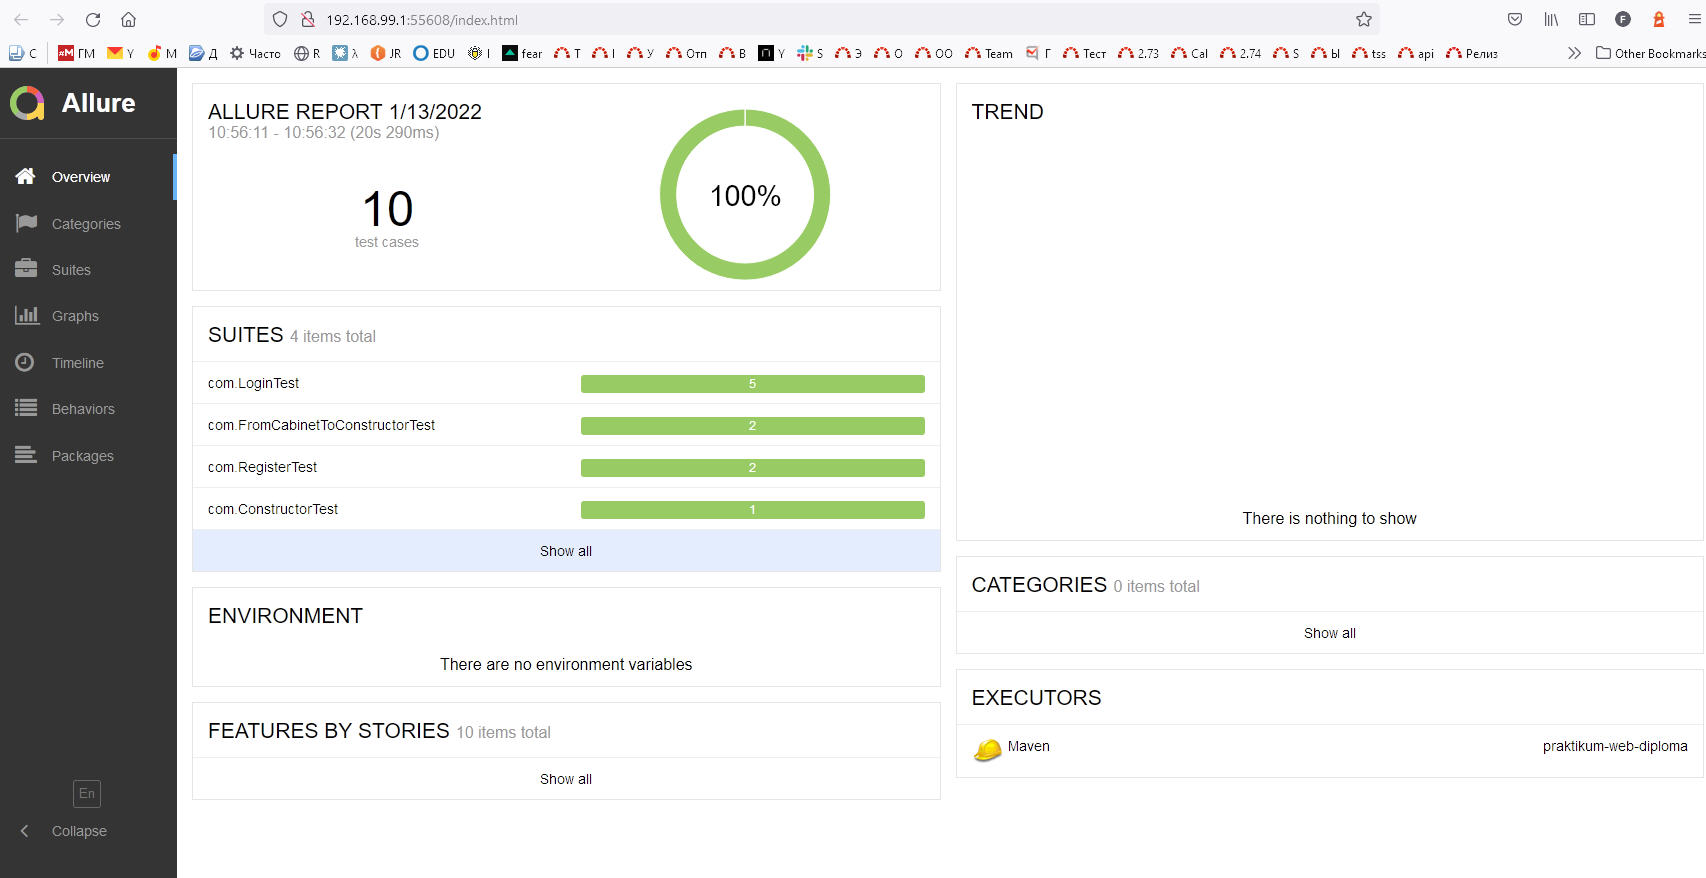 192.168.99.1:55608/index.html
С ГМ Y М Д Часто R λ JR EDU I fear Т I У Отп В Y S Э О ОО Team Г Тест 2.73 Cal 2.74 S Ы tss api Релиз Other Bookmarks
Allure
Overview
Categories
Suites
Graphs
Timeline
Behaviors
Packages
En
Collapse
ALLURE REPORT 1/13/2022
10:56:11 - 10:56:32 (20s 290ms)
10
test cases
100%
SUITES 4 items total
com.LoginTest 5
com.FromCabinetToConstructorTest 2
com.RegisterTest 2
com.ConstructorTest 1
Show all
ENVIRONMENT
There are no environment variables
FEATURES BY STORIES 10 items total
Show all
TREND
There is nothing to show
CATEGORIES 0 items total
Show all
EXECUTORS
Maven praktikum-web-diploma